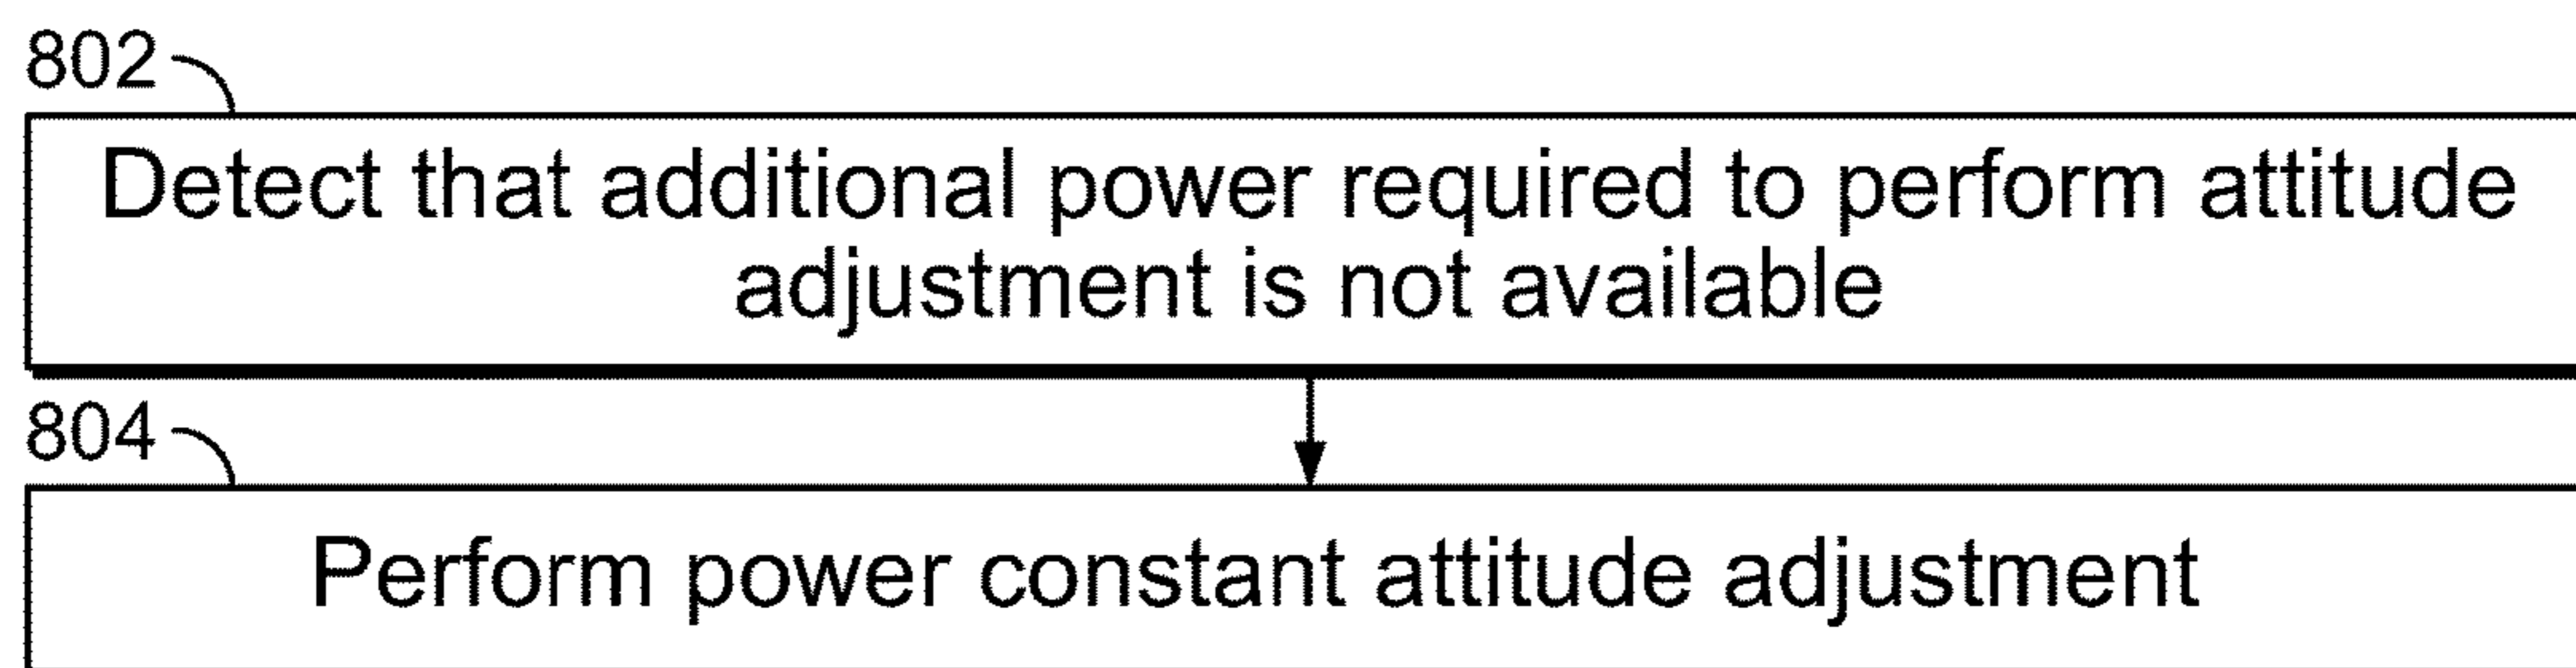 802
Detect that additional power required to perform attitude
adjustment is not available
804
Perform power constant attitude adjustment